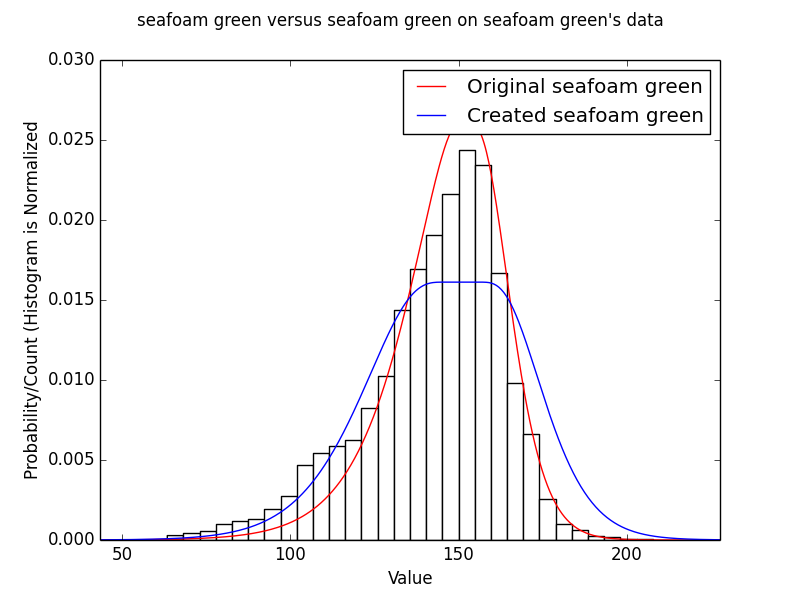 seafoam green versus seafoam green on seafoam green's data
Original seafoam green
Created seafoam green
Probability/Count (Histogram is Normalized
0.030
0.025
0.020
0.015
0.010
0.005
0.000
50
100
150
200
Value